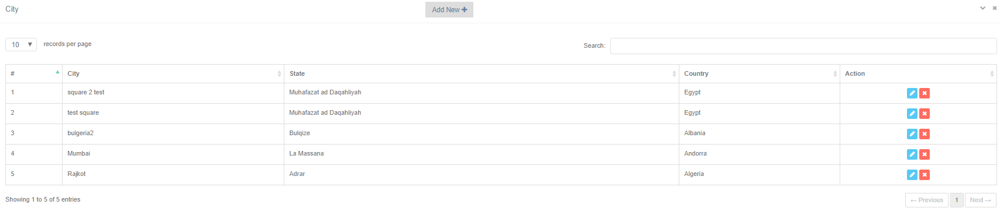 City Add New
10 records per page Search:
# City State Country Action
1 square 2 test Muhafazat ad Daqahliyah Egypt
2 test square Muhafazat ad Daqahliyah Egypt
3 bulgeria2 Bulqize Albania
4 Mumbai La Massana Andorra
5 Rajkot Adrar Algeria
Showing 1 to 5 of 5 entries ← Previous 1 Next →